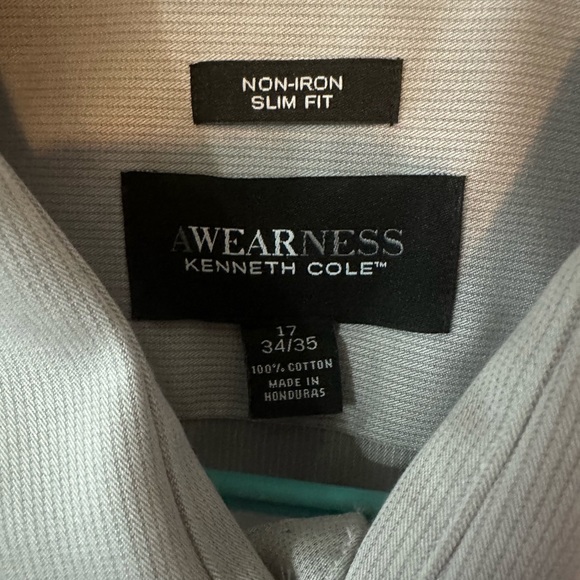 NON-IRON
SLIM FIT
AWEARNESS
KENNETH COLE™
17
34/35
100% COTTON
MADE IN
HONDURAS